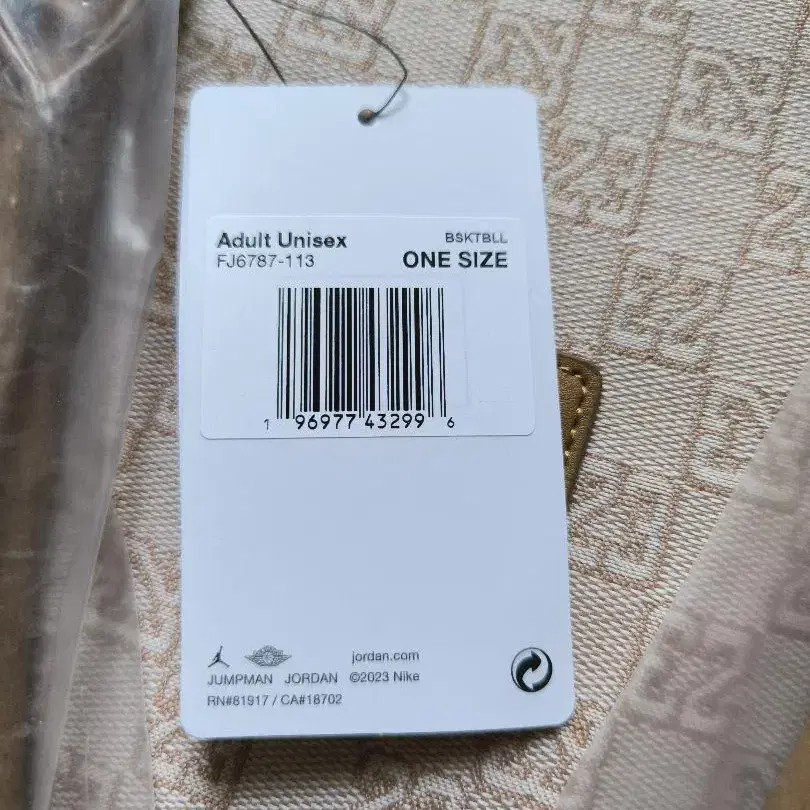 Adult Unisex
BSKTBLL
FJ6787-113
ONE SIZE
1 96977 43299 6
jordan.com
JUMPMAN JORDAN ©2023 Nike
RN#81917 / CA#18702